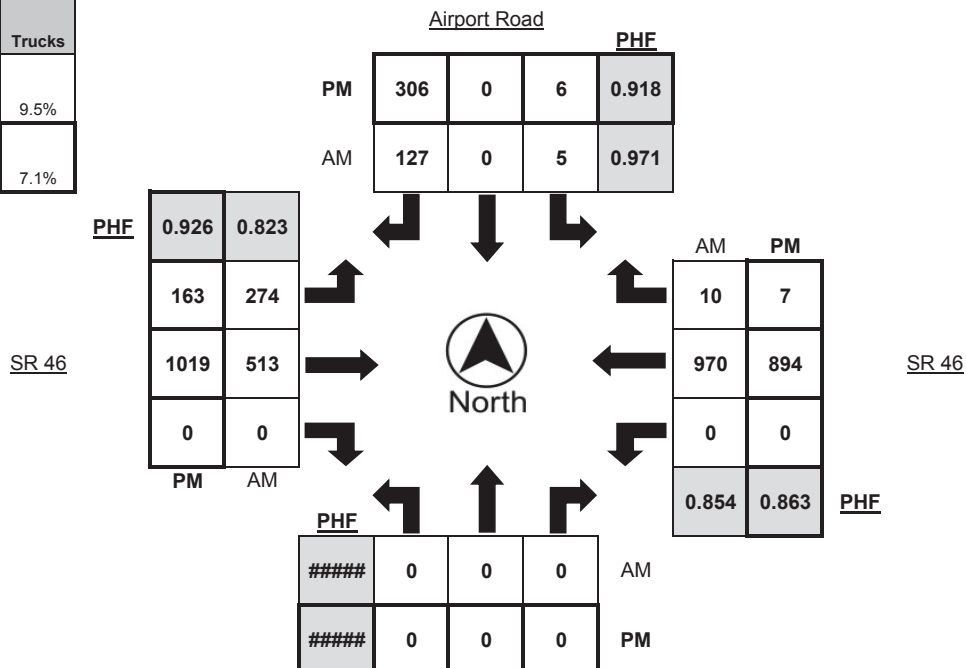 Airport Road
Trucks
PHF
PM 306 0 6 0.918
9.5%
AM 127 0 5 0.971
7.1%
PHF 0.926 0.823
AM PM
163 274
10 7
SR 46 1019 513
970 894 SR 46
North
0 0
0 0
PM AM
0.854 0.863 PHF
PHF
##### 0 0 0 AM
##### 0 0 0 PM